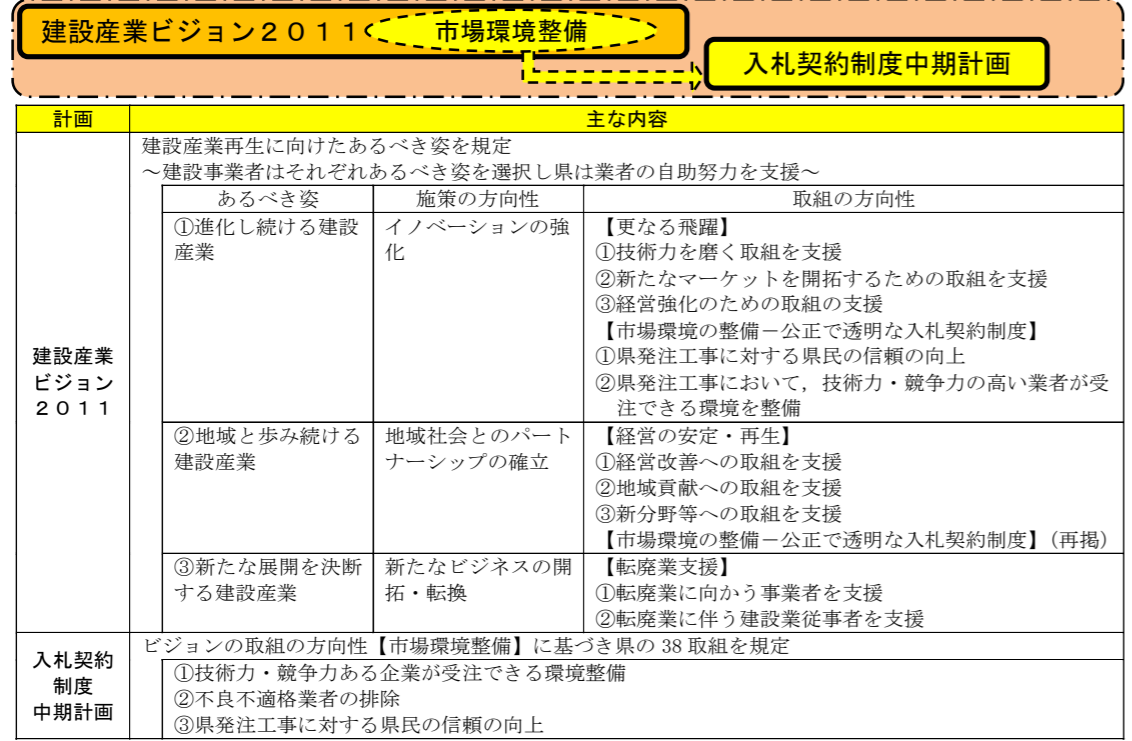 建設産業ビジョン２０１１ 市場環境整備
入札契約制度中期計画
計画 主な内容
建設産業
ビジョン
２０１１
建設産業再生に向けたあるべき姿を規定
～建設事業者はそれぞれあるべき姿を選択し県は業者の自助努力を支援～
あるべき姿 施策の方向性 取組の方向性
①進化し続ける建設
産業
イノベーションの強
化
【更なる飛躍】
①技術力を磨く取組を支援
②新たなマーケットを開拓するための取組を支援
③経営強化のための取組の支援
【市場環境の整備－公正で透明な入札契約制度】
①県発注工事に対する県民の信頼の向上
②県発注工事において，技術力・競争力の高い業者が受
注できる環境を整備
②地域と歩み続ける
建設産業
地域社会とのパート
ナーシップの確立
【経営の安定・再生】
①経営改善への取組を支援
②地域貢献への取組を支援
③新分野等への取組を支援
【市場環境の整備－公正で透明な入札契約制度】（再掲）
③新たな展開を決断
する建設産業
新たなビジネスの開
拓・転換
【転廃業支援】
①転廃業に向かう事業者を支援
②転廃業に伴う建設業従事者を支援
入札契約
制度
中期計画
ビジョンの取組の方向性【市場環境整備】に基づき県の 38 取組を規定
①技術力・競争力ある企業が受注できる環境整備
②不良不適格業者の排除
③県発注工事に対する県民の信頼の向上